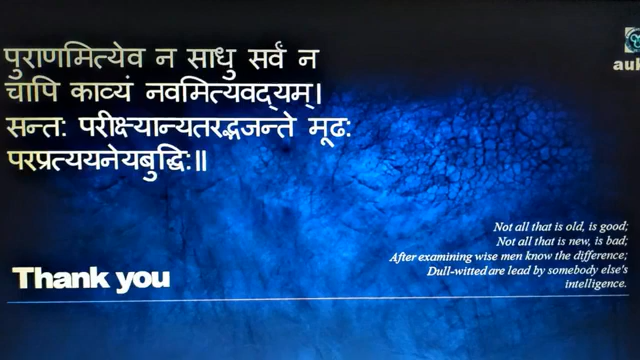 पुराणमित्येव न साधु सर्वं न
चापि काव्यं नवमित्यवद्यम्।
सन्त: परीक्ष्यान्यतरद्भजन्ते मूढ:
परप्रत्ययनेयबुद्धि:॥
Not all that is old, is good;
Not all that is new, is bad;
After examining wise men know the difference;
Dull-witted are lead by somebody else's
intelligence.
Thank you